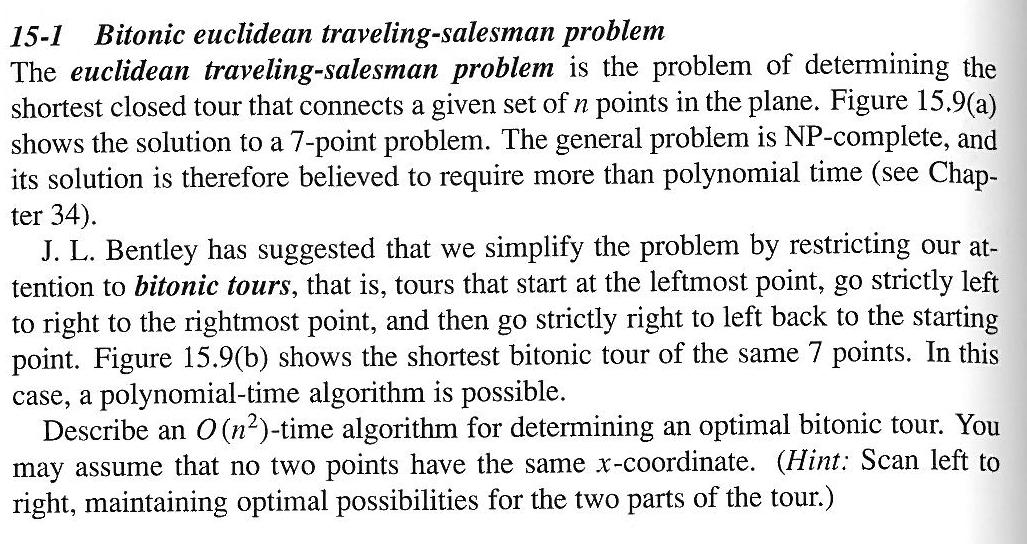 15-1 Bitonic euclidean traveling-salesman problem
The euclidean traveling-salesman problem is the problem of determining the
shortest closed tour that connects a given set of n points in the plane. Figure 15.9(a)
shows the solution to a 7-point problem. The general problem is NP-complete, and
its solution is therefore believed to require more than polynomial time (see Chap-
ter 34).
J. L. Bentley has suggested that we simplify the problem by restricting our at-
tention to bitonic tours, that is, tours that start at the leftmost point, go strictly left
to right to the rightmost point, and then go strictly right to left back to the starting
point. Figure 15.9(b) shows the shortest bitonic tour of the same 7 points. In this
case, a polynomial-time algorithm is possible.
Describe an O(n²)-time algorithm for determining an optimal bitonic tour. You
may assume that no two points have the same x-coordinate. (Hint: Scan left to
right, maintaining optimal possibilities for the two parts of the tour.)